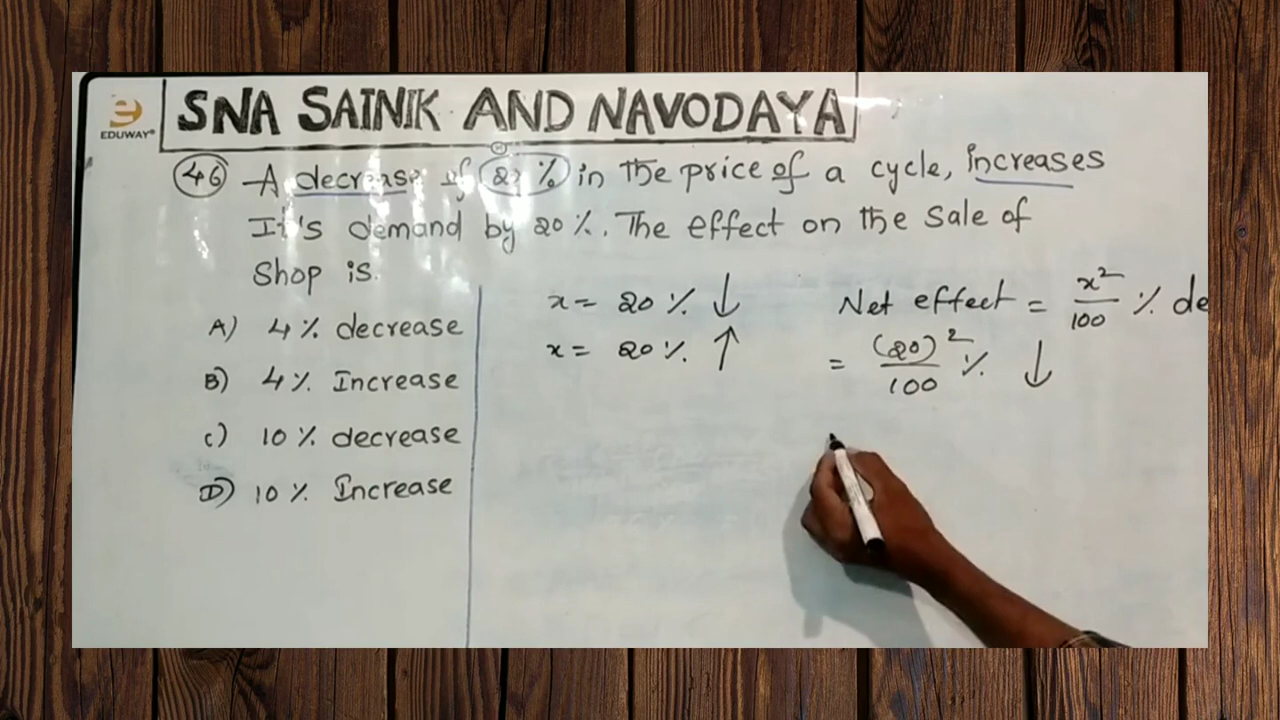 EDUWAY®
SNA SAINIK AND NAVODAYA
46 A decrease of % in the price of a cycle, increases
It's demand by 20 %. The effect on the Sale of
Shop is.
A) 4 % decrease
B) 4 % Increase
c) 10 % decrease
D) 10 % Increase
x = 20 % ↓
x = 20 % ↑
Net effect = x²/100 % de
= (20)²/100 % ↓